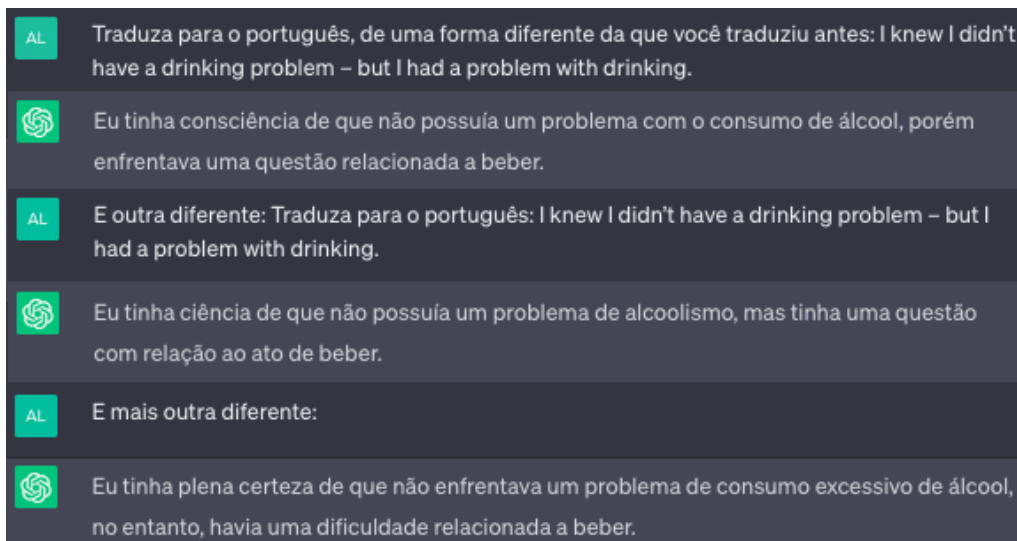 AL
Traduza para o português, de uma forma diferente da que você traduziu antes: I knew I didn't
have a drinking problem – but I had a problem with drinking.
Eu tinha consciência de que não possuía um problema com o consumo de álcool, porém
enfrentava uma questão relacionada a beber.
AL
E outra diferente: Traduza para o português: I knew I didn't have a drinking problem – but I
had a problem with drinking.
Eu tinha ciência de que não possuía um problema de alcoolismo, mas tinha uma questão
com relação ao ato de beber.
AL
E mais outra diferente:
Eu tinha plena certeza de que não enfrentava um problema de consumo excessivo de álcool,
no entanto, havia uma dificuldade relacionada a beber.